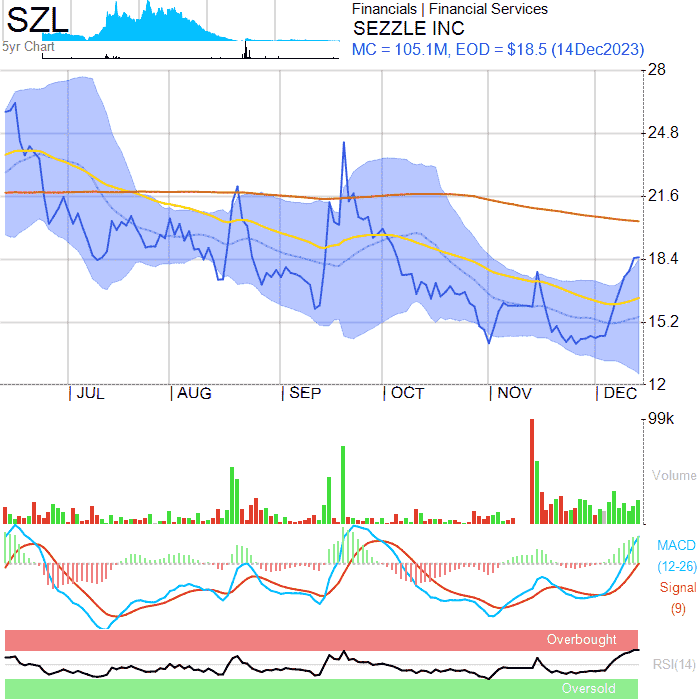 SZL
5yr Chart
Financials | Financial Services
SEZZLE INC
MC = 105.1M, EOD = $18.5 (14Dec2023)
28
24.8
21.6
18.4
15.2
12
JUL AUG SEP OCT NOV DEC
99k
Volume
MACD
(12-26)
Signal
(9)
Overbought
RSI(14)
Oversold